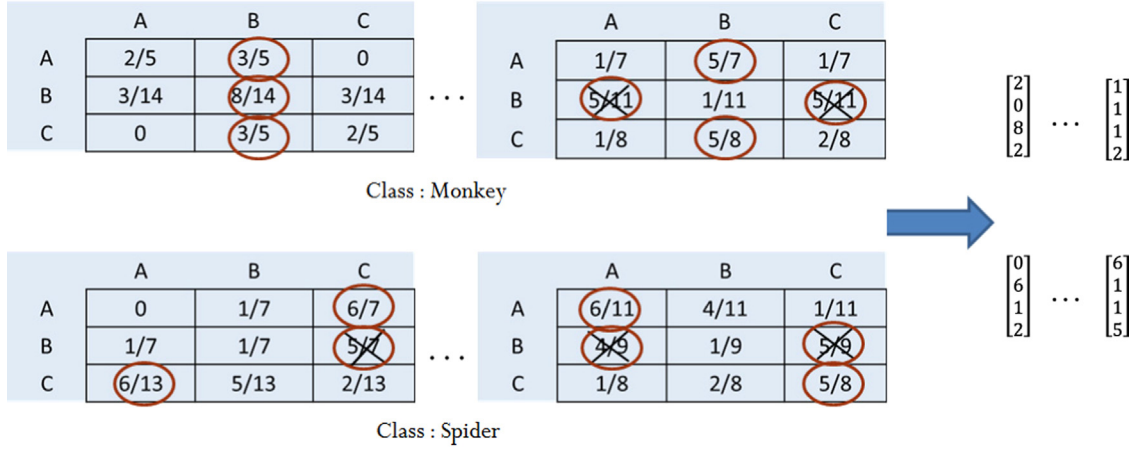 A B C
A 2/5 3/5 0
B 3/14 8/14 3/14
C 0 3/5 2/5
...
A B C
A 1/7 5/7 1/7
B 5/11 1/11 5/11
C 1/8 5/8 2/8
[2 0 8 2] ... [1 1 1 2]
Class : Monkey
A B C
A 0 1/7 6/7
B 1/7 1/7 5/7
C 6/13 5/13 2/13
...
A B C
A 6/11 4/11 1/11
B 4/9 1/9 5/9
C 1/8 2/8 5/8
[0 6 1 2] ... [6 1 1 5]
Class : Spider